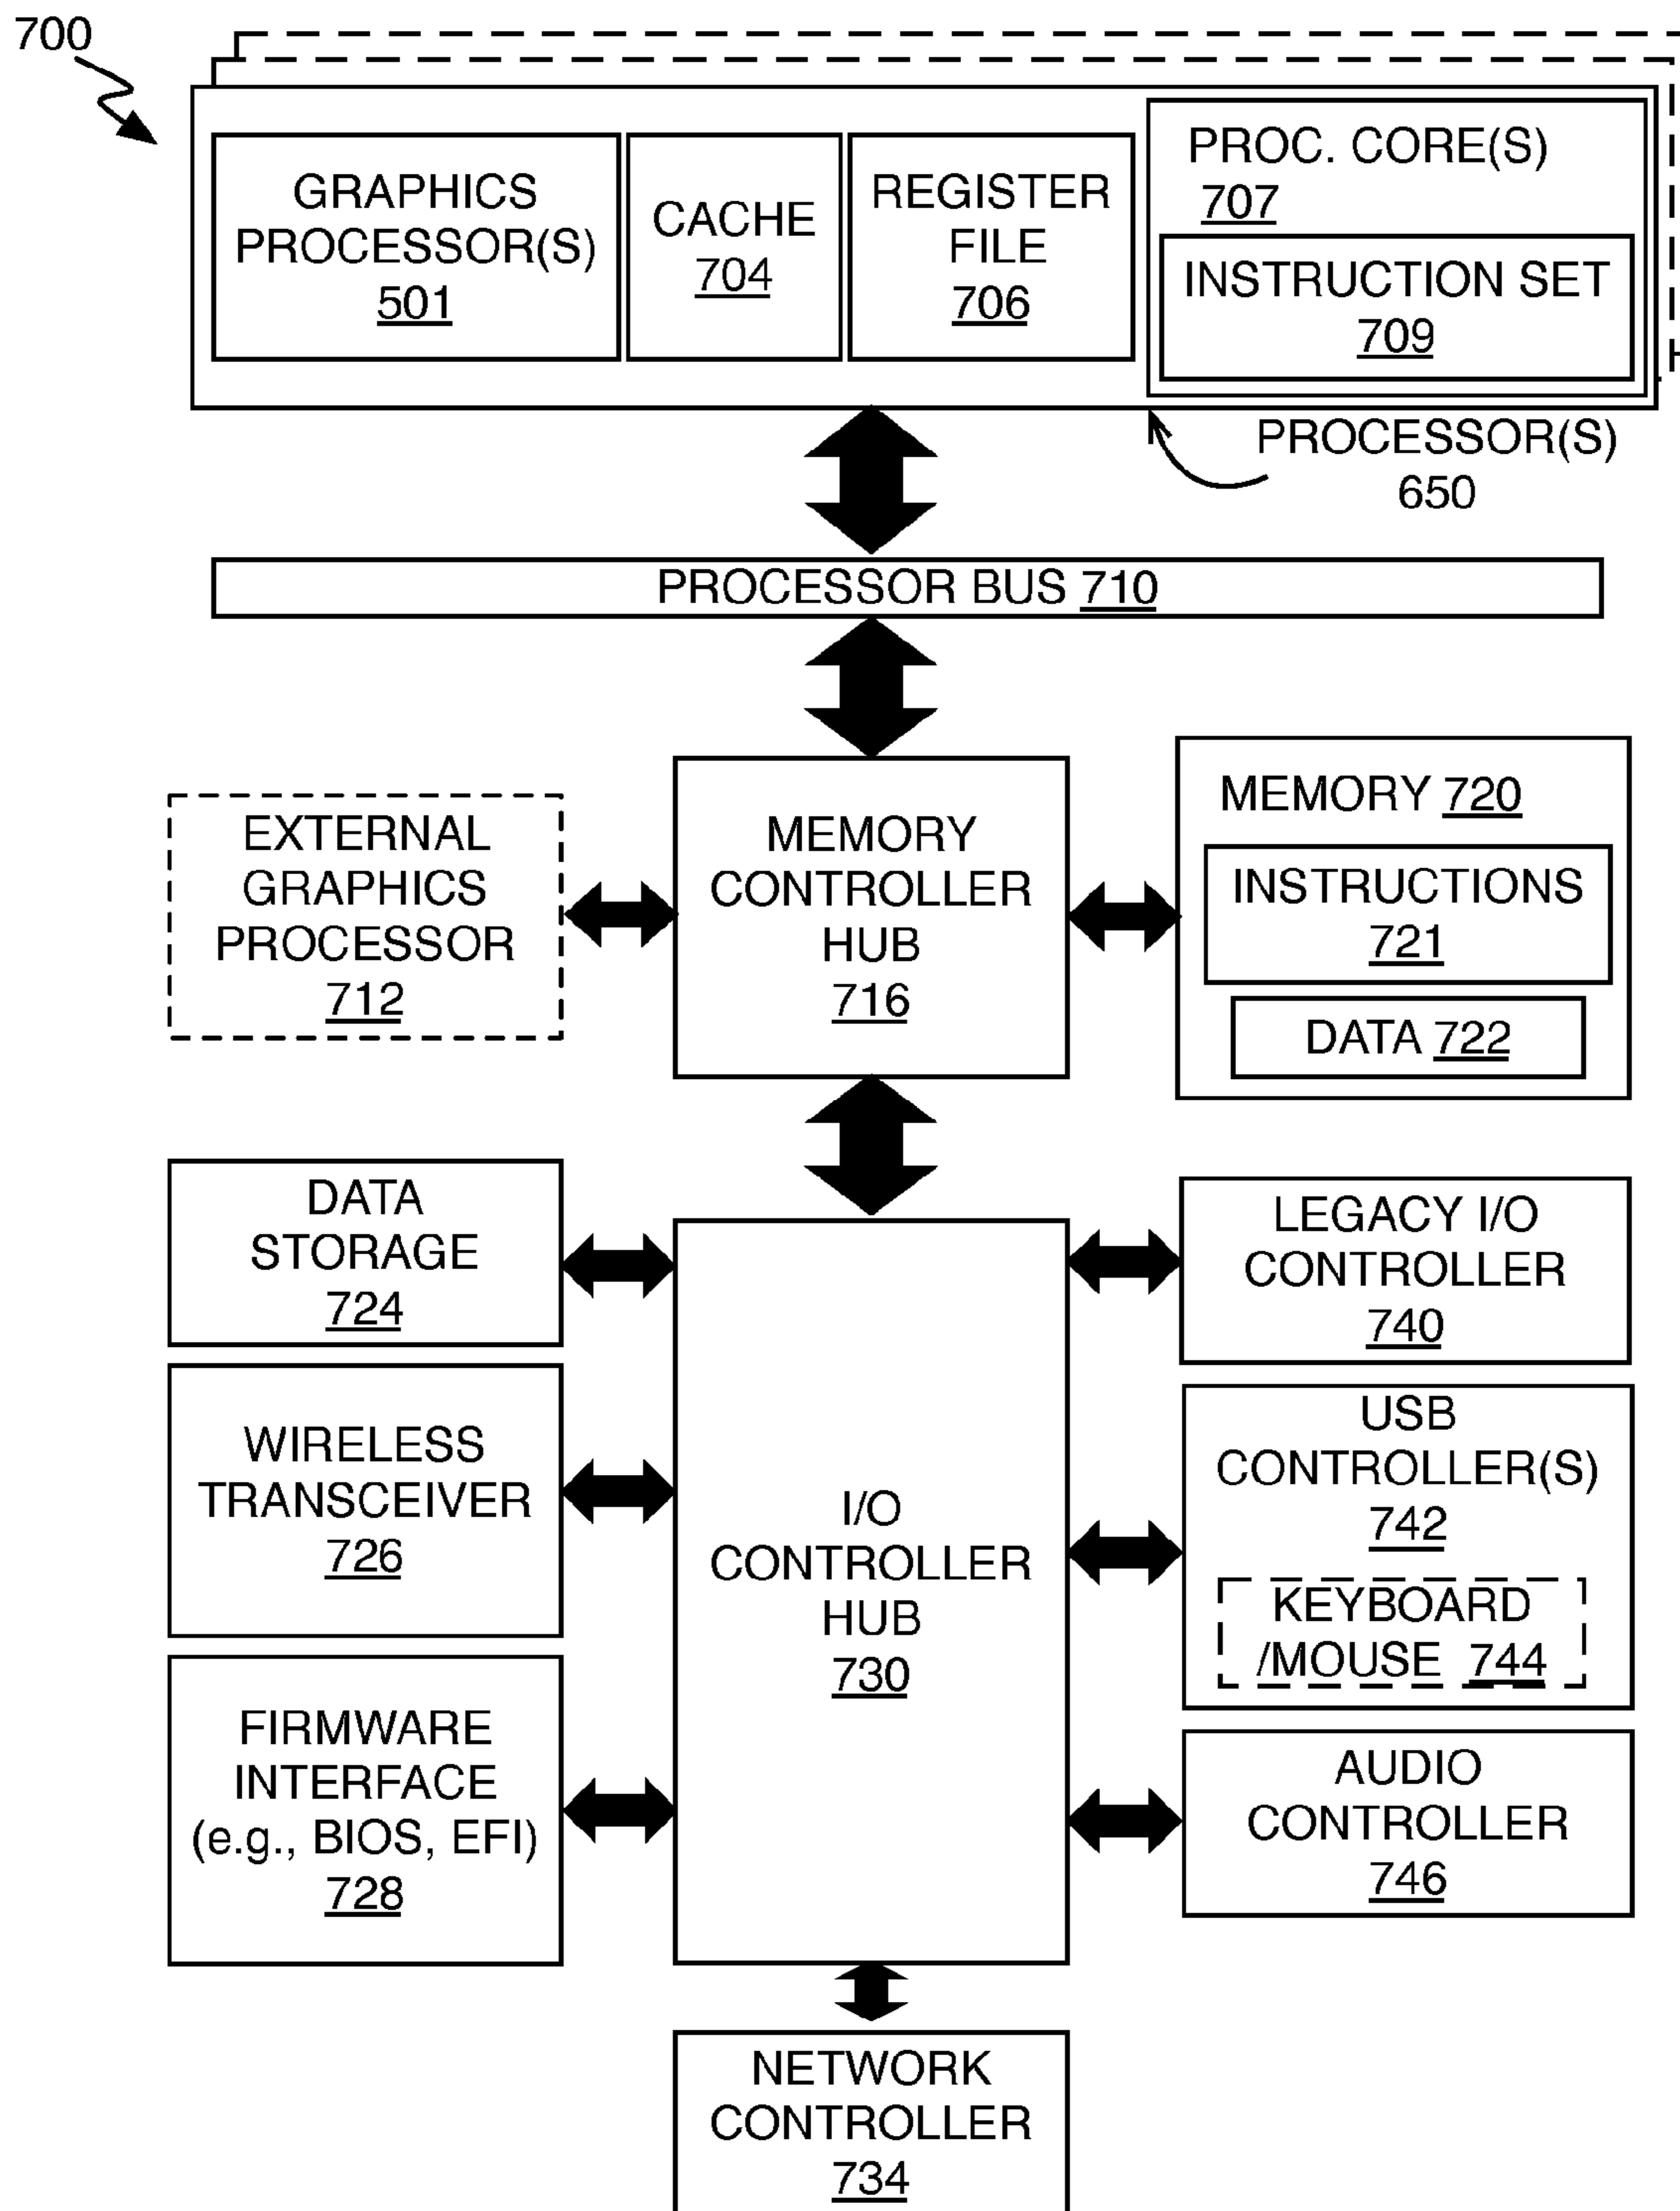 700
GRAPHICS
PROCESSOR(S)
501
CACHE
704
REGISTER
FILE
706
PROC. CORE(S)
707
INSTRUCTION SET
709
PROCESSOR(S)
650
PROCESSOR BUS 710
EXTERNAL
GRAPHICS
PROCESSOR
712
MEMORY
CONTROLLER
HUB
716
MEMORY 720
INSTRUCTIONS
721
DATA 722
DATA
STORAGE
724
WIRELESS
TRANSCEIVER
726
FIRMWARE
INTERFACE
(e.g., BIOS, EFI)
728
I/O
CONTROLLER
HUB
730
LEGACY I/O
CONTROLLER
740
USB
CONTROLLER(S)
742
KEYBOARD
/MOUSE 744
AUDIO
CONTROLLER
746
NETWORK
CONTROLLER
734